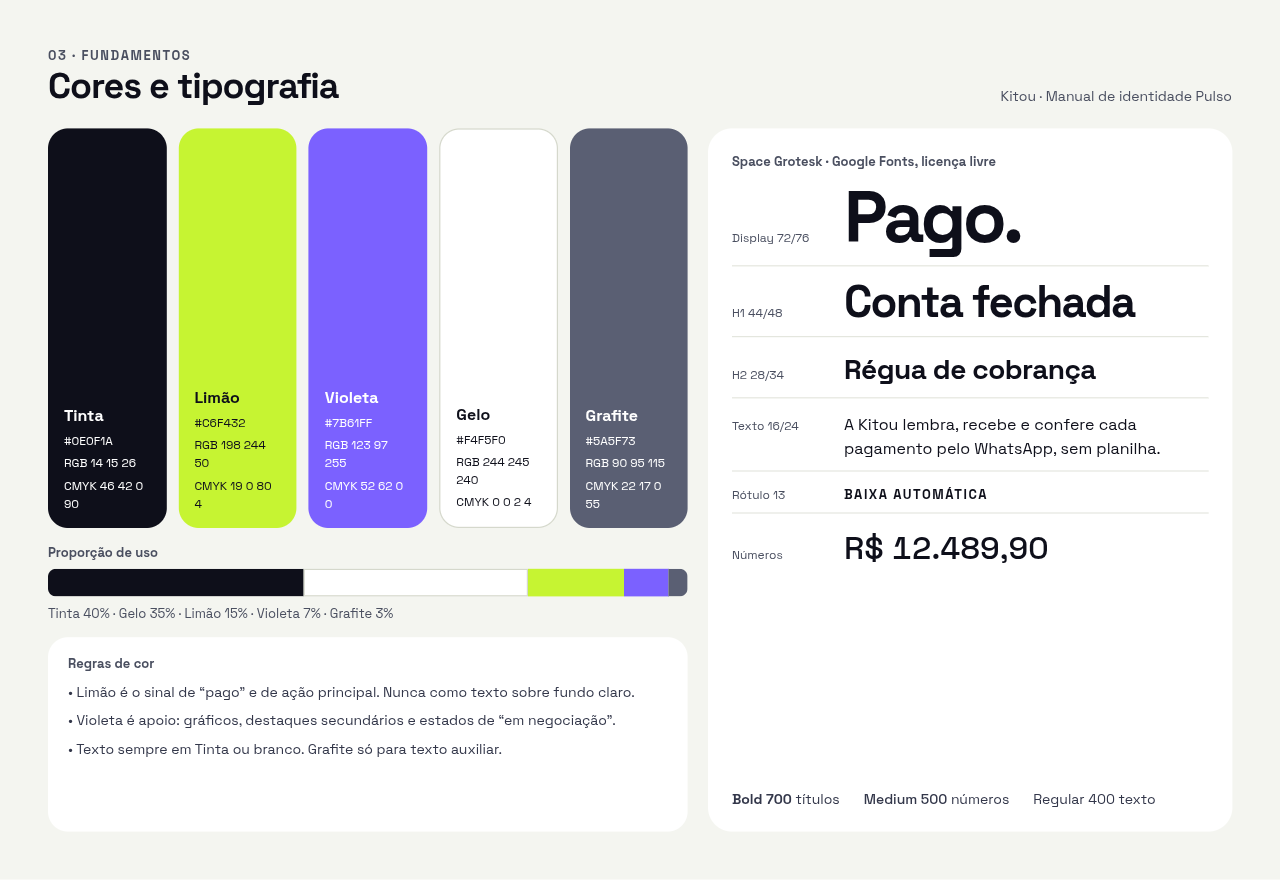 03 · FUNDAMENTOS
Cores e tipografia
Kitou · Manual de identidade Pulso
Tinta
#0E0F1A
RGB 14 15 26
CMYK 46 42 0
90
Limão
#C6F432
RGB 198 244
50
CMYK 19 0 80
4
Violeta
#7B61FF
RGB 123 97
255
CMYK 52 62 0
0
Gelo
#F4F5F0
RGB 244 245
240
CMYK 0 0 2 4
Grafite
#5A5F73
RGB 90 95 115
CMYK 22 17 0
55
Proporção de uso
Tinta 40% · Gelo 35% · Limão 15% · Violeta 7% · Grafite 3%
Regras de cor
• Limão é o sinal de “pago” e de ação principal. Nunca como texto sobre fundo claro.
• Violeta é apoio: gráficos, destaques secundários e estados de “em negociação”.
• Texto sempre em Tinta ou branco. Grafite só para texto auxiliar.
Space Grotesk · Google Fonts, licença livre
Display 72/76 Pago.
H1 44/48 Conta fechada
H2 28/34 Régua de cobrança
Texto 16/24 A Kitou lembra, recebe e confere cada
pagamento pelo WhatsApp, sem planilha.
Rótulo 13 BAIXA AUTOMÁTICA
Números R$ 12.489,90
Bold 700 títulos Medium 500 números Regular 400 texto